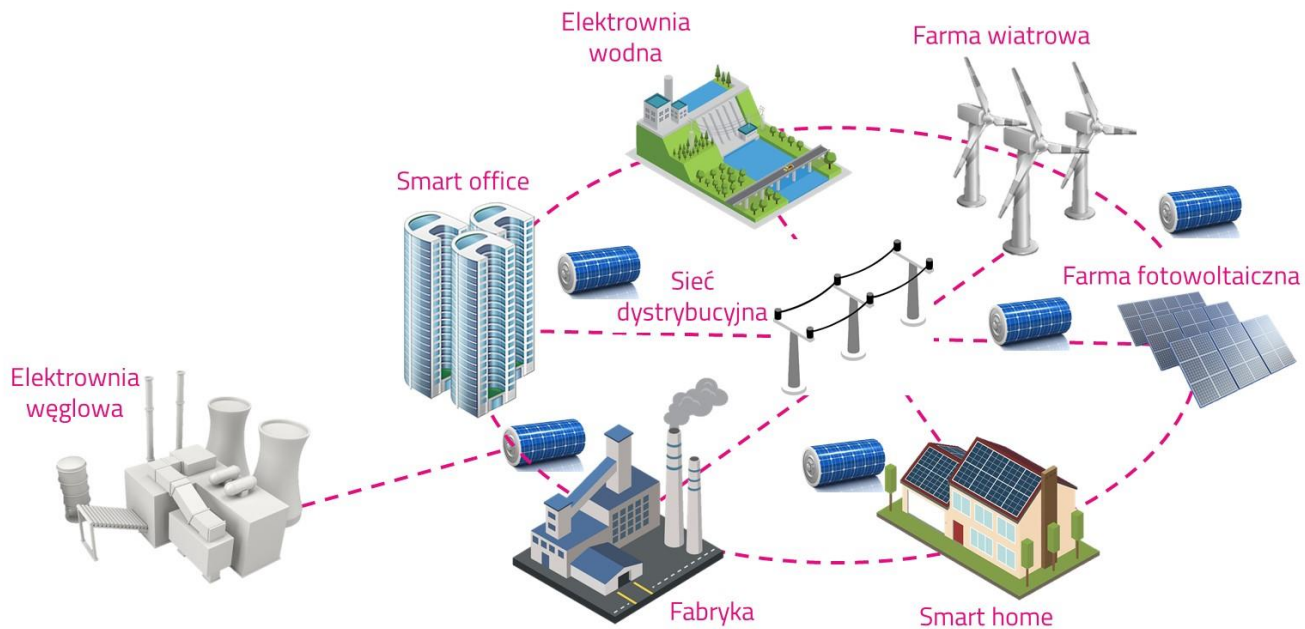 Elektrownia
wodna
Farma wiatrowa
Smart office
Sieć
dystrybucyjna
Farma fotowoltaiczna
Elektrownia
węglowa
Fabryka
Smart home